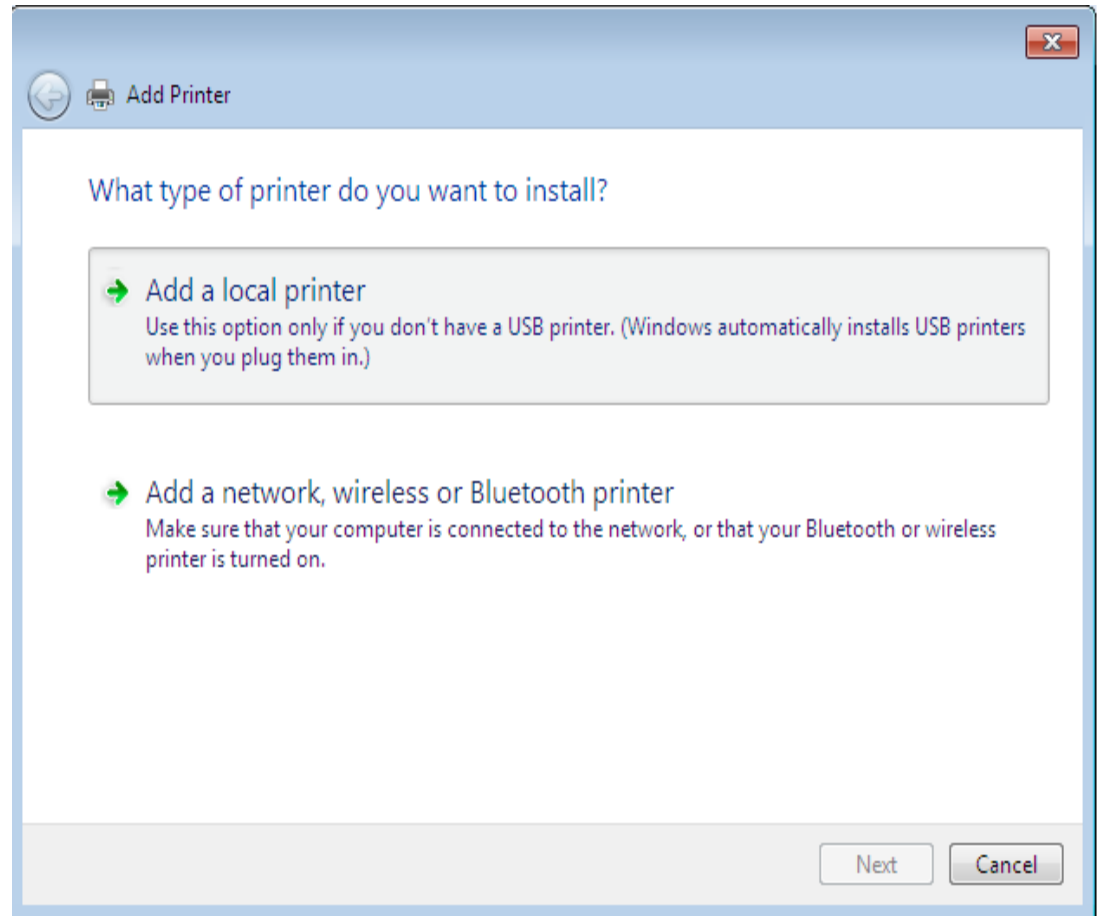 Add Printer
What type of printer do you want to install?
Add a local printer
Use this option only if you don't have a USB printer. (Windows automatically installs USB printers
when you plug them in.)
Add a network, wireless or Bluetooth printer
Make sure that your computer is connected to the network, or that your Bluetooth or wireless
printer is turned on.
Next Cancel